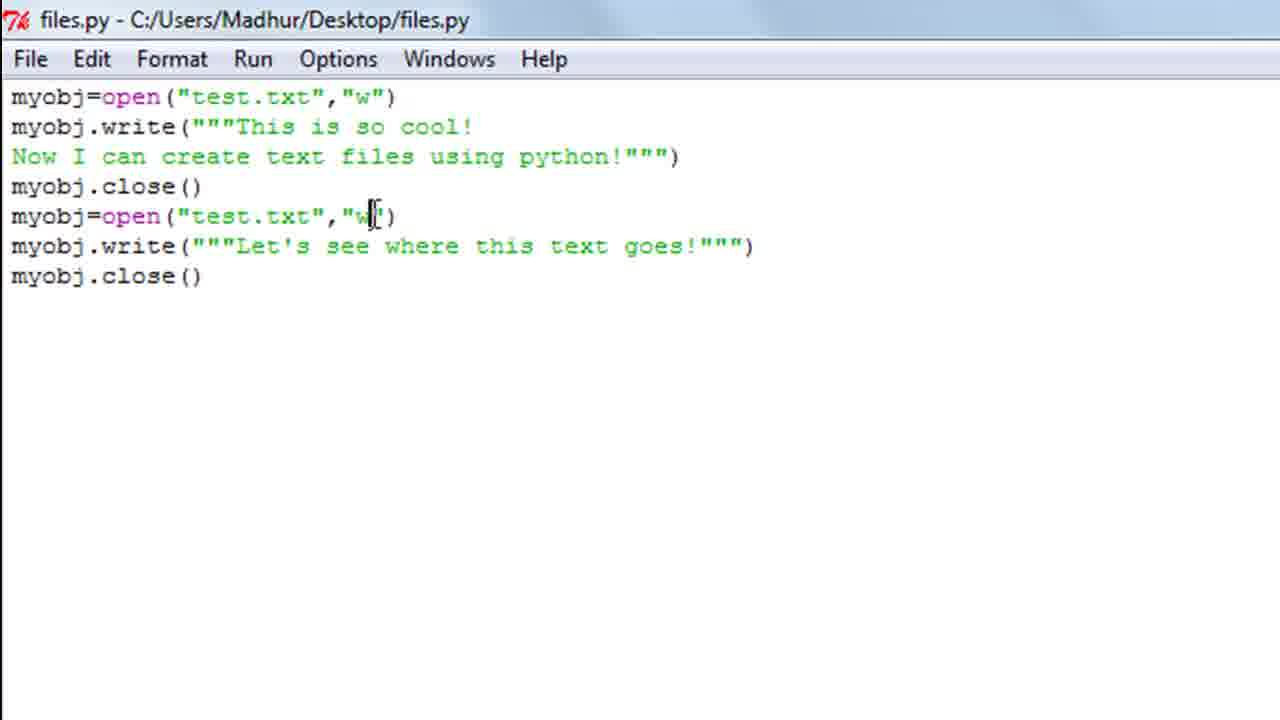 files.py - C:/Users/Madhur/Desktop/files.py
File Edit Format Run Options Windows Help
myobj=open("test.txt","w")
myobj.write("""This is so cool!
Now I can create text files using python!""")
myobj.close()
myobj=open("test.txt","w")
myobj.write("""Let's see where this text goes!""")
myobj.close()